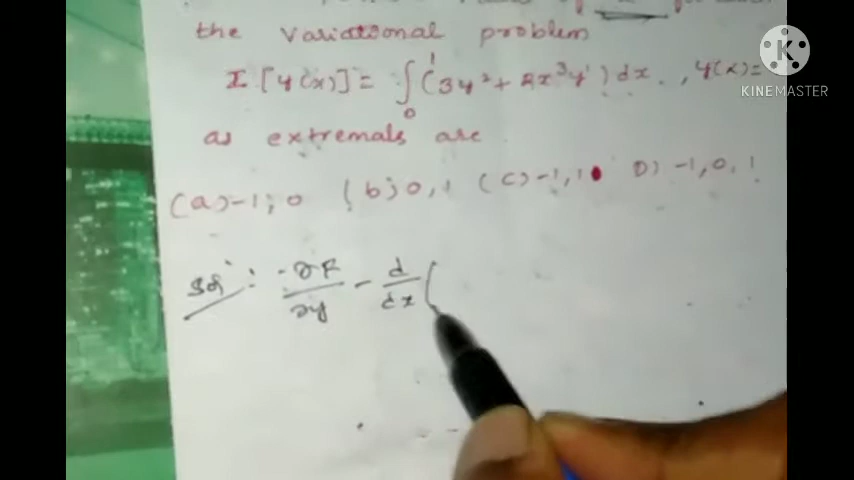 the Variational problem
I [y(x)] = ∫₀¹ (3y² + 2x³y') dx . , y(x) =
as extremals are
(a) -1, 0 (b) 0, 1 (c) -1, 1 D) -1, 0, 1
Sol : ∂F/∂y - d/dx (
K
KINEMASTER